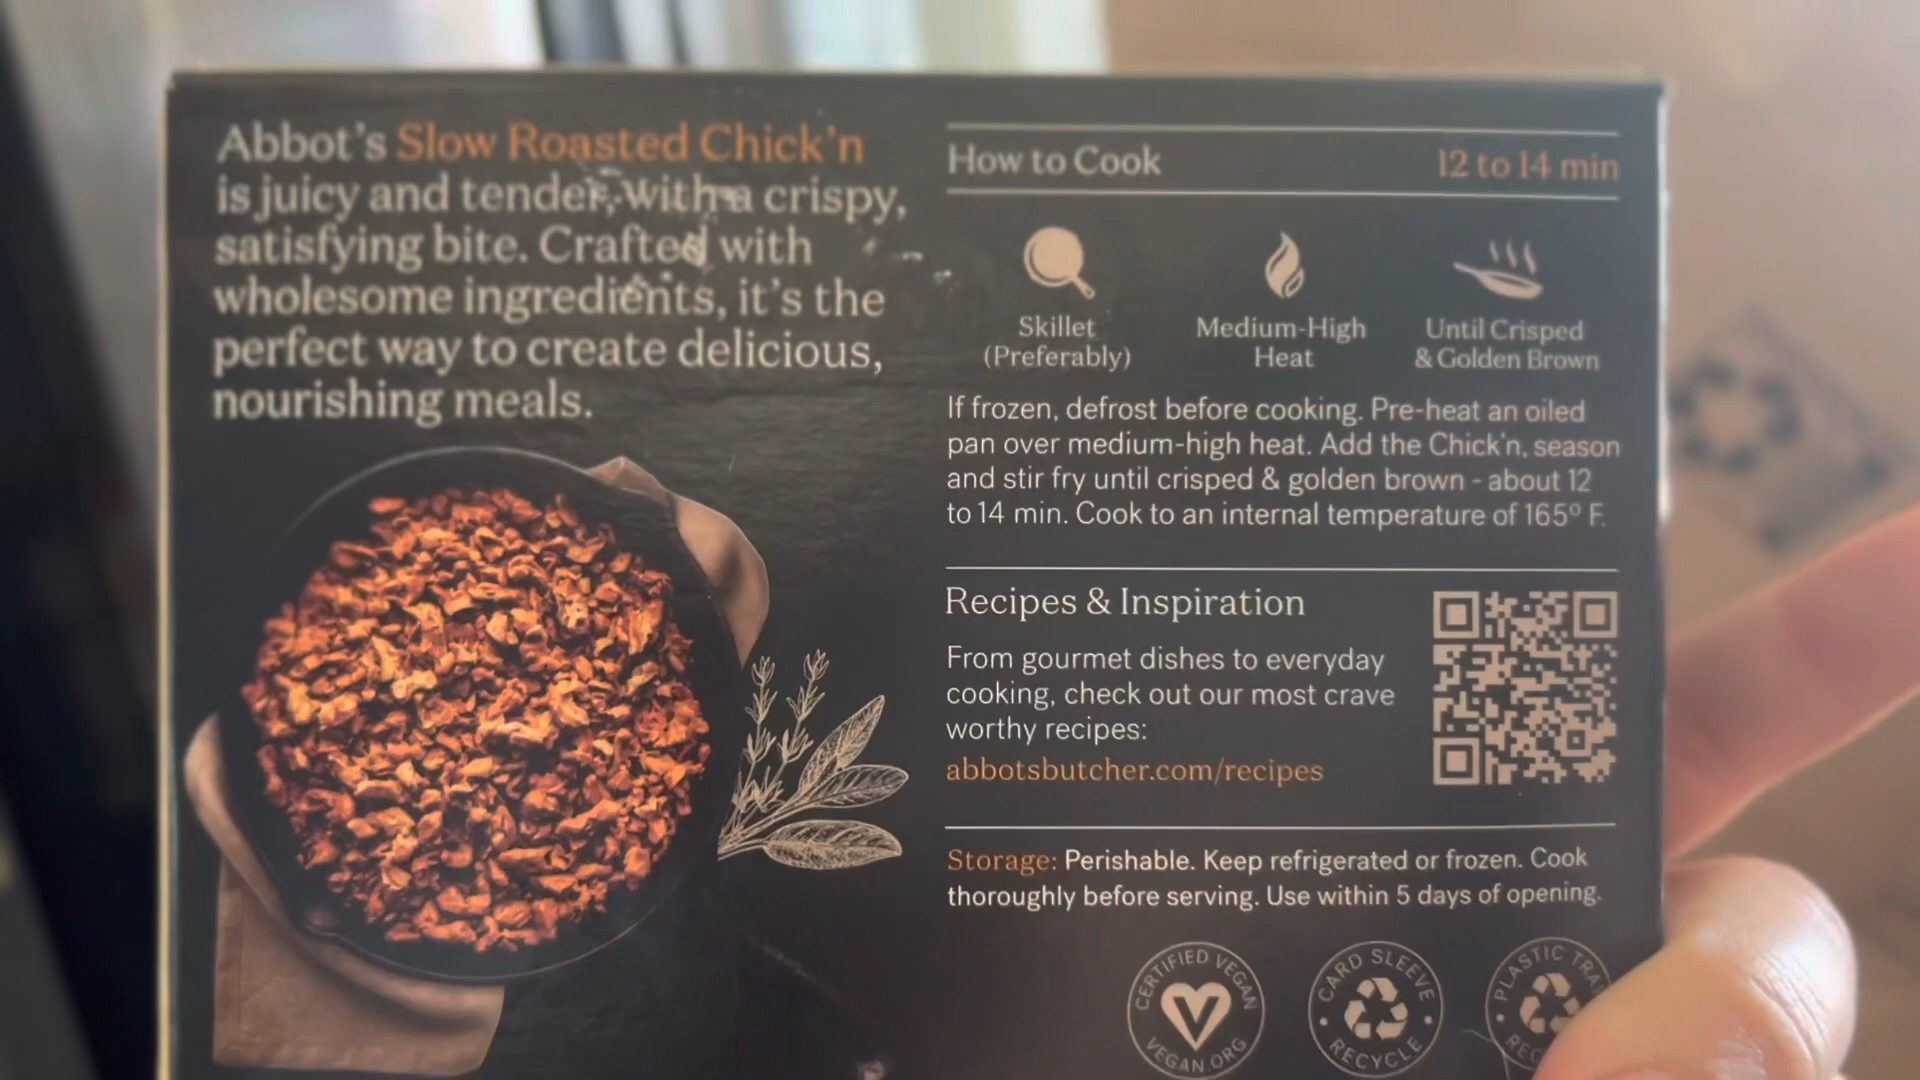 Abbot's Slow Roasted Chick'n
is juicy and tender, with a crispy,
satisfying bite. Crafted with
wholesome ingredients, it's the
perfect way to create delicious,
nourishing meals.
How to Cook
12 to 14 min
Skillet
(Preferably)
Medium-High
Heat
Until Crisped
& Golden Brown
If frozen, defrost before cooking. Pre-heat an oiled
pan over medium-high heat. Add the Chick'n, season
and stir fry until crisped & golden brown - about 12
to 14 min. Cook to an internal temperature of 165º F.
Recipes & Inspiration
From gourmet dishes to everyday
cooking, check out our most crave
worthy recipes:
abbotsbutcher.com/recipes
Storage: Perishable. Keep refrigerated or frozen. Cook
thoroughly before serving. Use within 5 days of opening.
CERTIFIED VEGAN
VEGAN.ORG
CARD SLEEVE
RECYCLE
PLASTIC